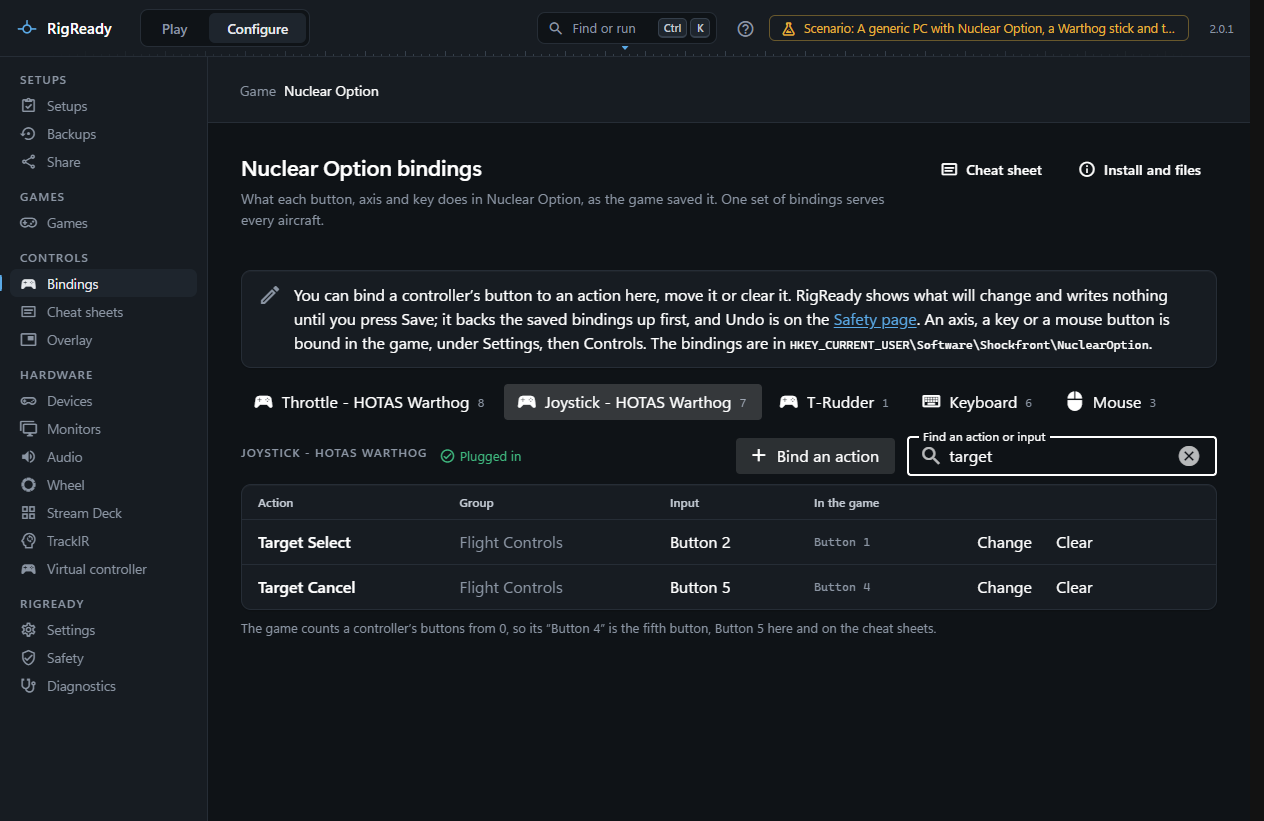 RigReady
Play
Configure
Find or run
Ctrl
K
Scenario: A generic PC with Nuclear Option, a Warthog stick and t...
2.0.1
SETUPS
Setups
Backups
Share
GAMES
Games
CONTROLS
Bindings
Cheat sheets
Overlay
HARDWARE
Devices
Monitors
Audio
Wheel
Stream Deck
TrackIR
Virtual controller
RIGREADY
Settings
Safety
Diagnostics
Game Nuclear Option
Nuclear Option bindings
Cheat sheet
Install and files
What each button, axis and key does in Nuclear Option, as the game saved it. One set of bindings serves
every aircraft.
You can bind a controller’s button to an action here, move it or clear it. RigReady shows what will change and writes nothing
until you press Save; it backs the saved bindings up first, and Undo is on the Safety page. An axis, a key or a mouse button is
bound in the game, under Settings, then Controls. The bindings are in HKEY_CURRENT_USER\Software\Shockfront\NuclearOption.
Throttle - HOTAS Warthog 8
Joystick - HOTAS Warthog 7
T-Rudder 1
Keyboard 6
Mouse 3
JOYSTICK - HOTAS WARTHOG
Plugged in
Bind an action
Find an action or input
target
Action Group Input In the game
Target Select Flight Controls Button 2 Button 1 Change Clear
Target Cancel Flight Controls Button 5 Button 4 Change Clear
The game counts a controller’s buttons from 0, so its “Button 4” is the fifth button, Button 5 here and on the cheat sheets.